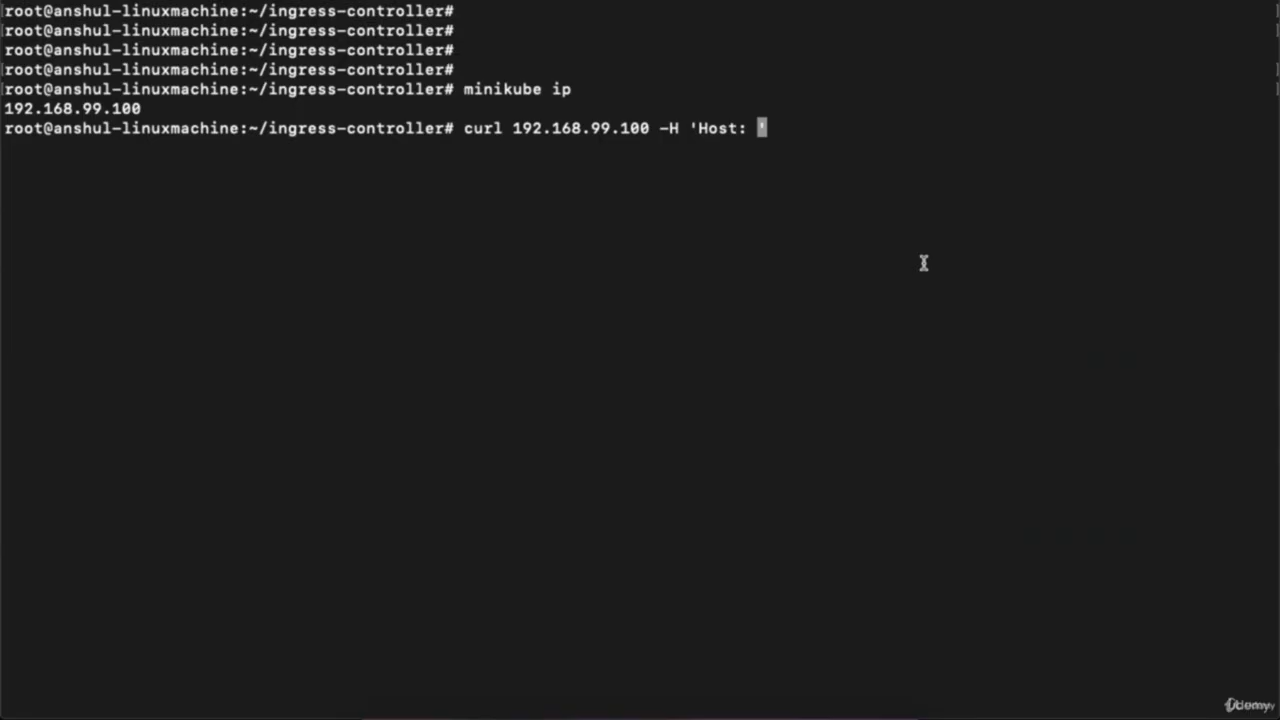 root@anshul-linuxmachine:~/ingress-controller#
root@anshul-linuxmachine:~/ingress-controller#
root@anshul-linuxmachine:~/ingress-controller#
root@anshul-linuxmachine:~/ingress-controller#
root@anshul-linuxmachine:~/ingress-controller# minikube ip
192.168.99.100
root@anshul-linuxmachine:~/ingress-controller# curl 192.168.99.100 -H 'Host: '
Udemy